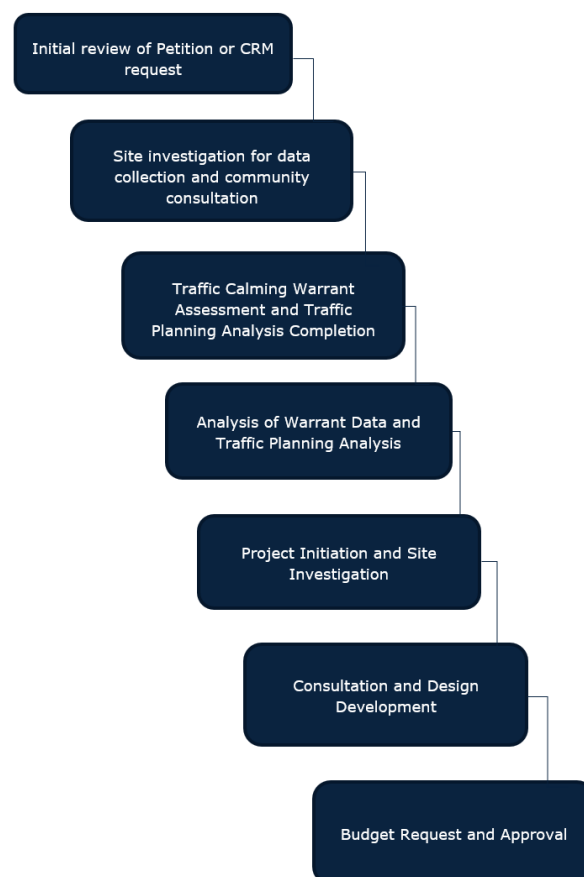 Initial review of Petition or CRM
request
Site investigation for data
collection and community
consultation
Traffic Calming Warrant
Assessment and Traffic
Planning Analysis Completion
Analysis of Warrant Data and
Traffic Planning Analysis
Project Initiation and Site
Investigation
Consultation and Design
Development
Budget Request and Approval